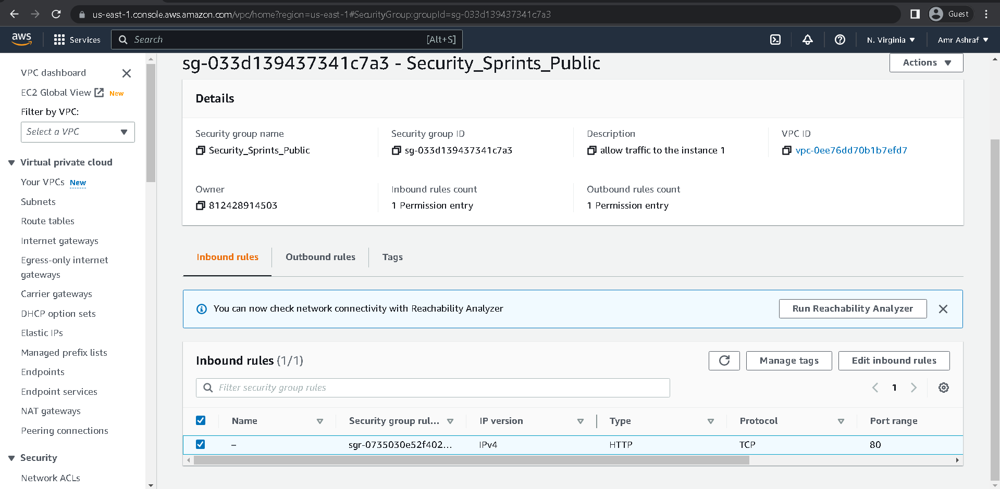 us-east-1.console.aws.amazon.com/vpc/home?region=us-east-1#SecurityGroup:groupId=sg-033d139437341c7a3
Guest
aws
Services
Search
[Alt+S]
N. Virginia
Amr Ashraf
VPC dashboard
EC2 Global View New
Filter by VPC:
Select a VPC
Virtual private cloud
Your VPCs New
Subnets
Route tables
Internet gateways
Egress-only internet
gateways
Carrier gateways
DHCP option sets
Elastic IPs
Managed prefix lists
Endpoints
Endpoint services
NAT gateways
Peering connections
Security
Network ACLs
sg-033d139437341c7a3 - Security_Sprints_Public
Actions
Details
Security group name
Security_Sprints_Public
Security group ID
sg-033d139437341c7a3
Description
allow traffic to the instance 1
VPC ID
vpc-0ee76dd70b1b7efd7
Owner
812428914503
Inbound rules count
1 Permission entry
Outbound rules count
1 Permission entry
Inbound rules
Outbound rules
Tags
You can now check network connectivity with Reachability Analyzer
Run Reachability Analyzer
Inbound rules (1/1)
Manage tags
Edit inbound rules
Filter security group rules
1
Name Security group rul... IP version Type Protocol Port range
– sgr-0735030e52f402... IPv4 HTTP TCP 80